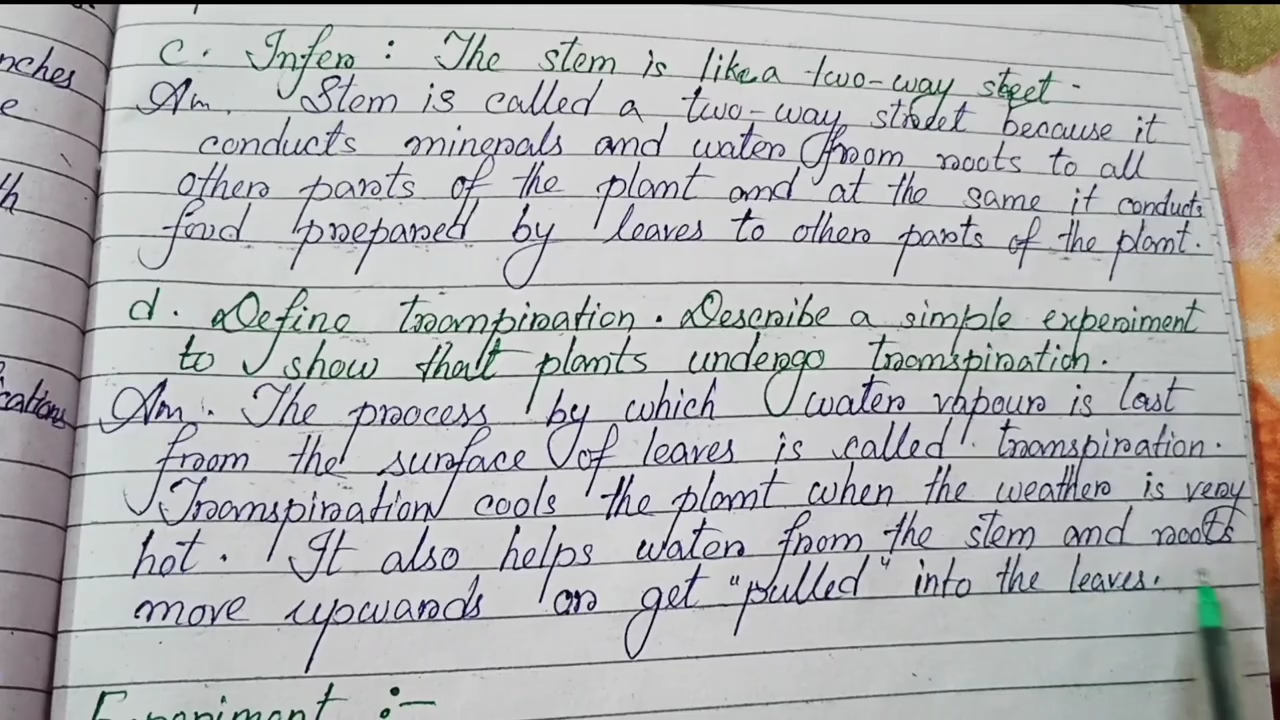 nches
e
th
cations
c. Infer : The stem is like a two-way street.
Ans. Stem is called a two-way street because it
conducts minerals and water from roots to all
other parts of the plant and at the same it conducts
food prepared by leaves to other parts of the plant.
d. Define transpiration. Describe a simple experiment
to show that plants undergo transpiration.
Ans. The process by which water vapour is lost
from the surface of leaves is called transpiration.
Transpiration cools the plant when the weather is very
hot. It also helps water from the stem and roots
more upwards or get "pulled" into the leaves.
Experiment :-